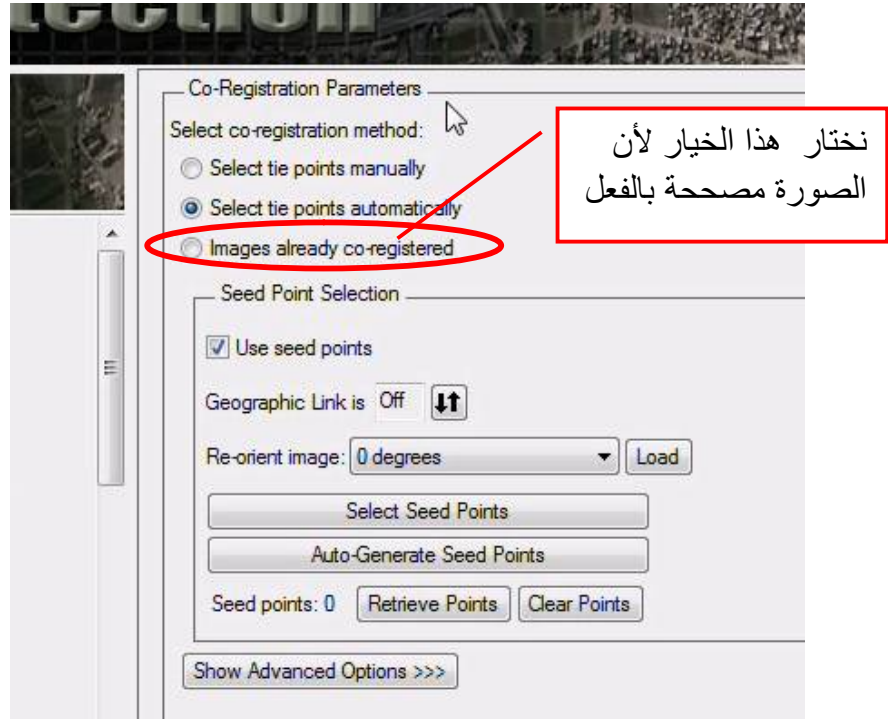 ection
Co-Registration Parameters
Select co-registration method:
نختار هذا الخيار لأن
الصورة مصححة بالفعل
Select tie points manually
Select tie points automatically
Images already co-registered
Seed Point Selection
Use seed points
Geographic Link is Off
Re-orient image: 0 degrees Load
Select Seed Points
Auto-Generate Seed Points
Seed points: 0 Retrieve Points Clear Points
Show Advanced Options >>>